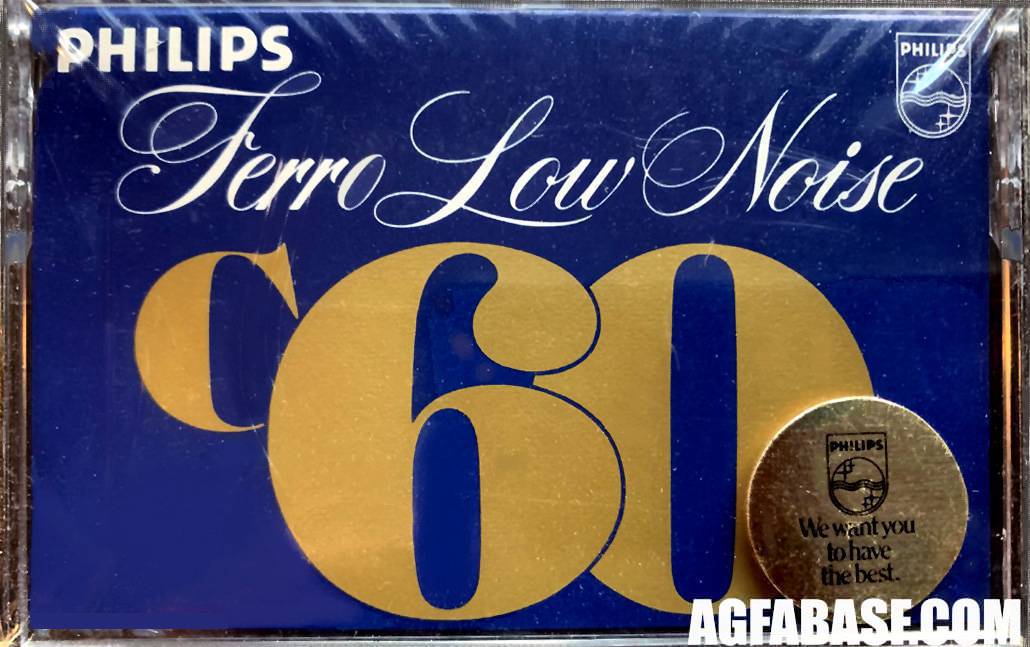 PHILIPS
PHILIPS
Ferro Low Noise
C60
PHILIPS
We want you
to have
the best.
AGFABASE.COM